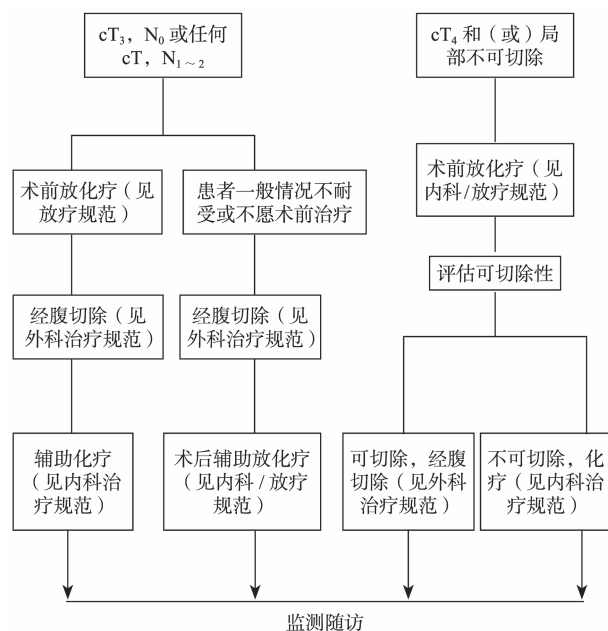 cT₃，N₀或任何
cT，N₁～₂
cT₄和（或）局
部不可切除
术前放化疗（见
放疗规范）
患者一般情况不耐
受或不愿术前治疗
术前放化疗（见
内科/放疗规范）
评估可切除性
经腹切除（见
外科治疗规范）
经腹切除（见
外科治疗规范）
辅助化疗
（见内科治
疗规范）
术后辅助放化疗
（见内科/放疗
规范）
可切除，经腹
切除（见外科
治疗规范）
不可切除，化
疗（见内科治
疗规范）
监测随访